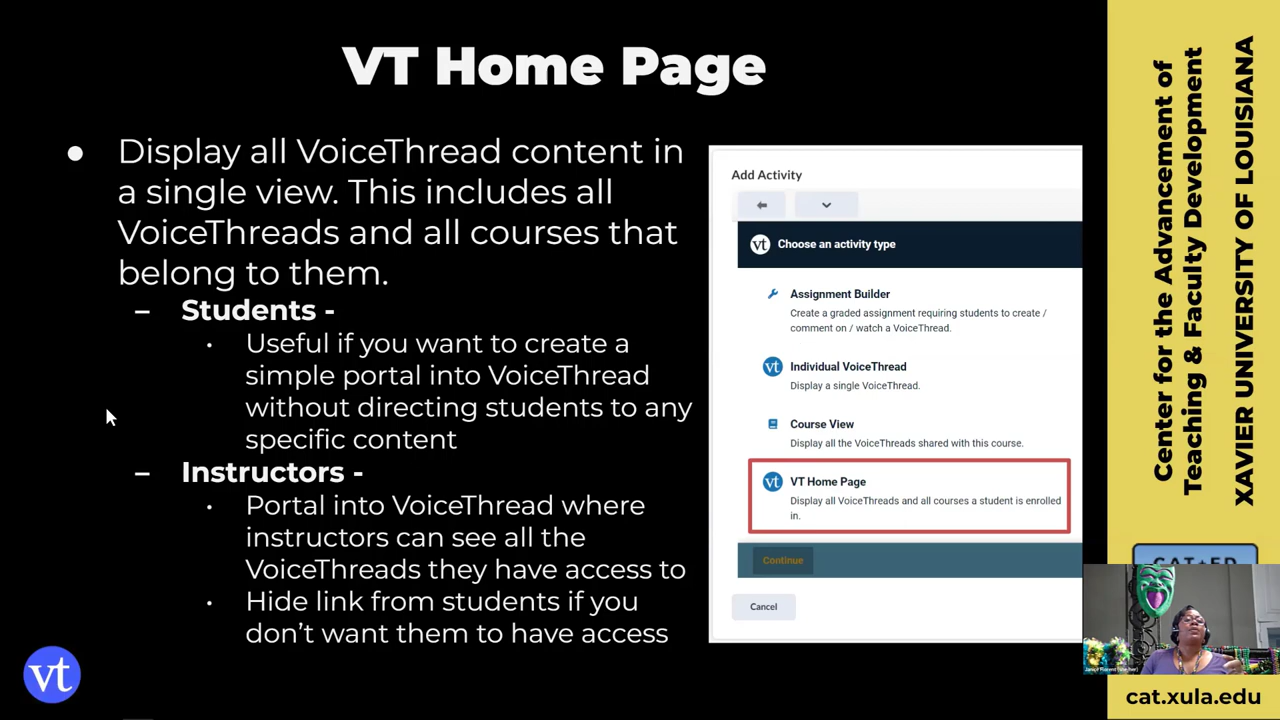 VT Home Page
● Display all VoiceThread content in
a single view. This includes all
VoiceThreads and all courses that
belong to them.
– Students -
• Useful if you want to create a
simple portal into VoiceThread
without directing students to any
specific content
– Instructors -
• Portal into VoiceThread where
instructors can see all the
VoiceThreads they have access to
• Hide link from students if you
don’t want them to have access
vt
Add Activity
vt Choose an activity type
Assignment Builder
Create a graded assignment requiring students to create /
comment on / watch a VoiceThread.
vt Individual VoiceThread
Display a single VoiceThread.
Course View
Display all the VoiceThreads shared with this course.
vt VT Home Page
Display all VoiceThreads and all courses a student is enrolled
in.
Continue
Cancel
Center for the Advancement of
Teaching & Faculty Development
XAVIER UNIVERSITY OF LOUISIANA
CAT+ED
cat.xula.edu